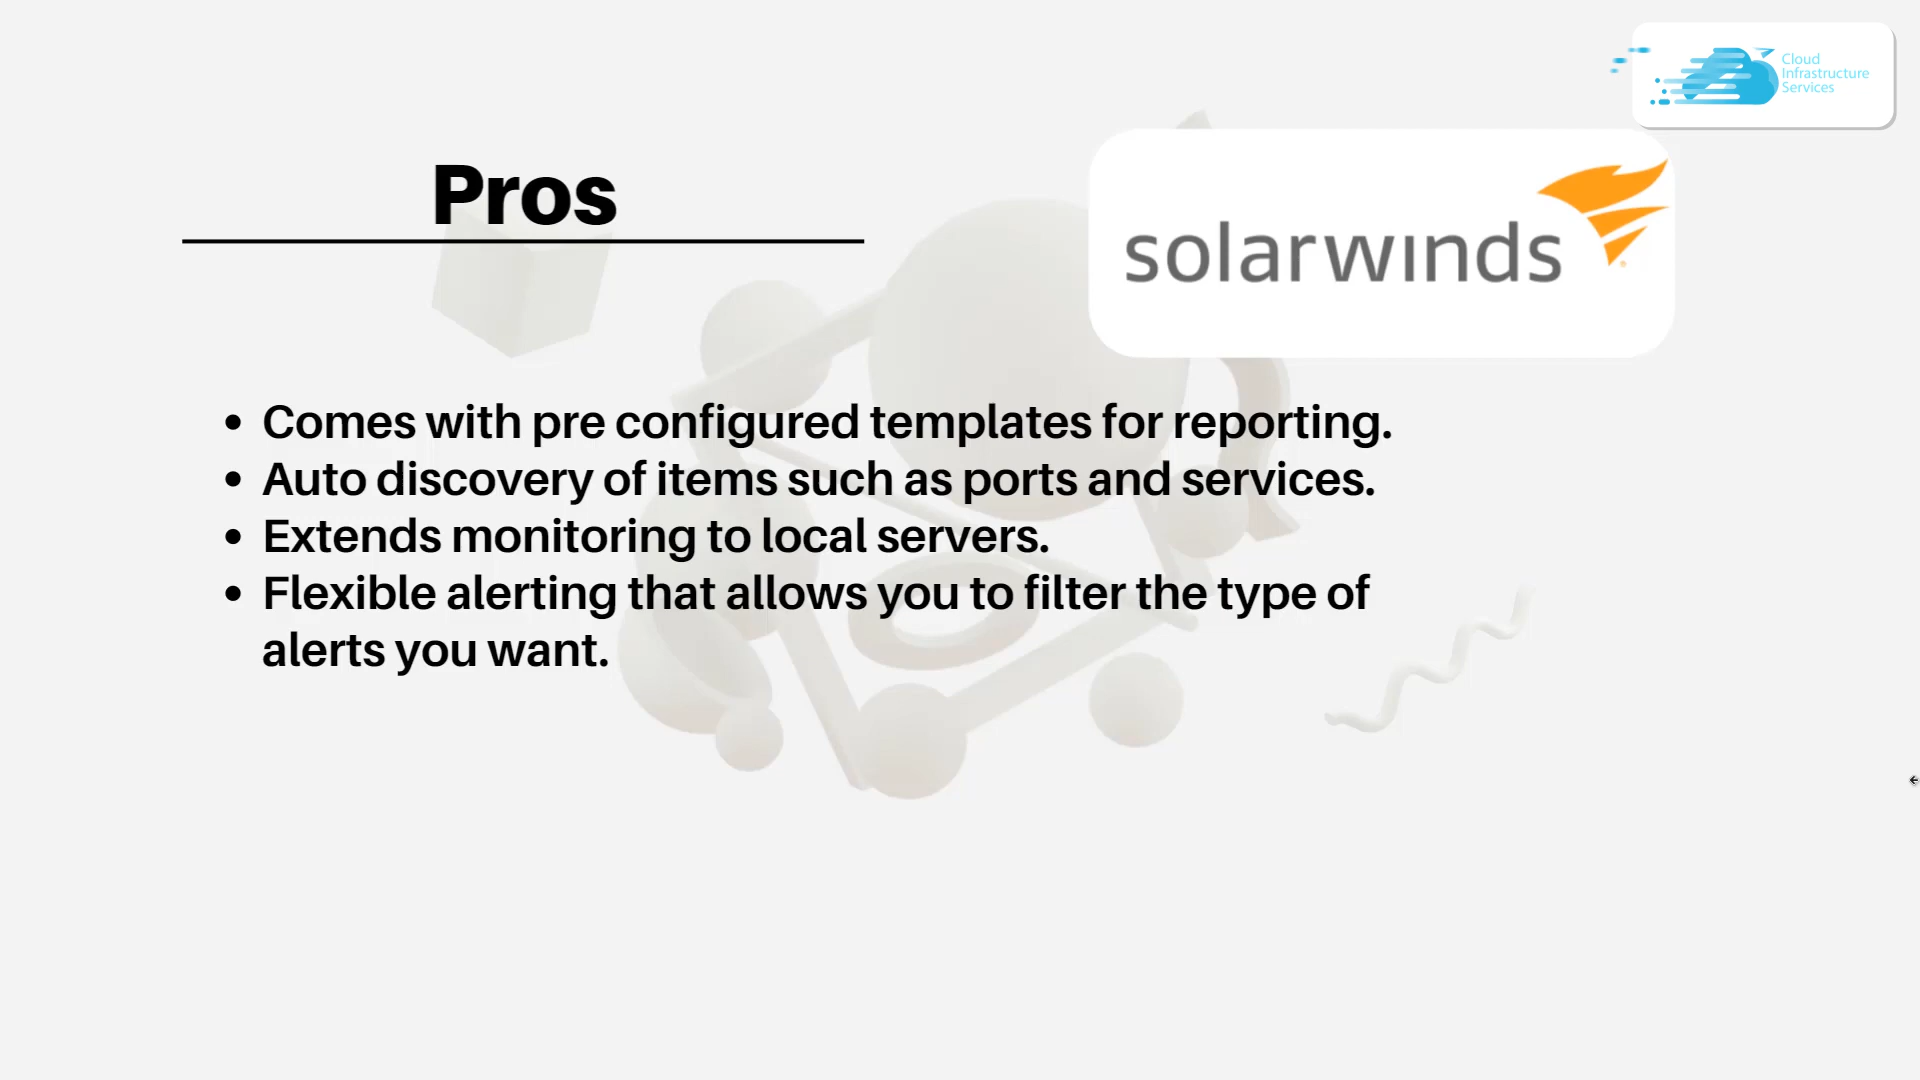 Cloud
Infrastructure
Services
Pros
solarwinds
• Comes with pre configured templates for reporting.
• Auto discovery of items such as ports and services.
• Extends monitoring to local servers.
• Flexible alerting that allows you to filter the type of
alerts you want.